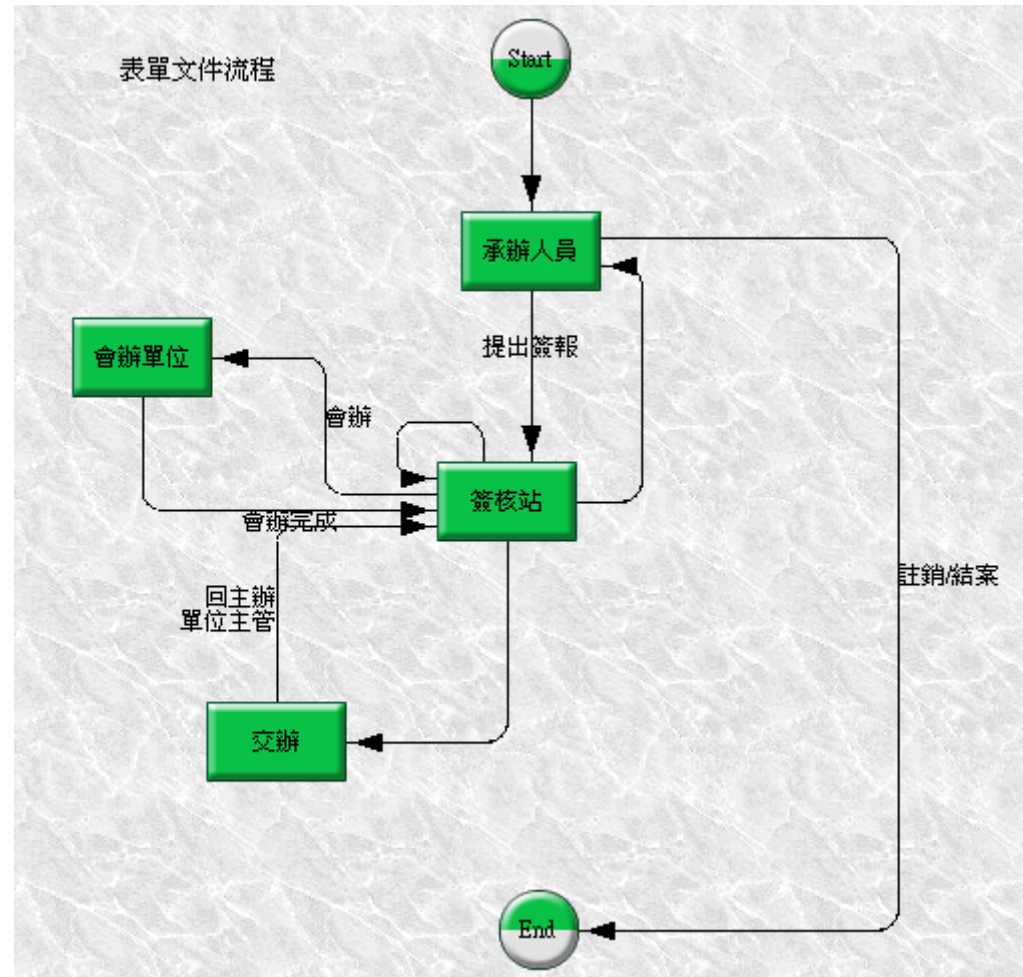 表單文件流程
Start
承辦人員
提出簽報
會辦單位
會辦
簽核站
會辦完成
註銷/結案
回主辦
單位主管
交辦
End